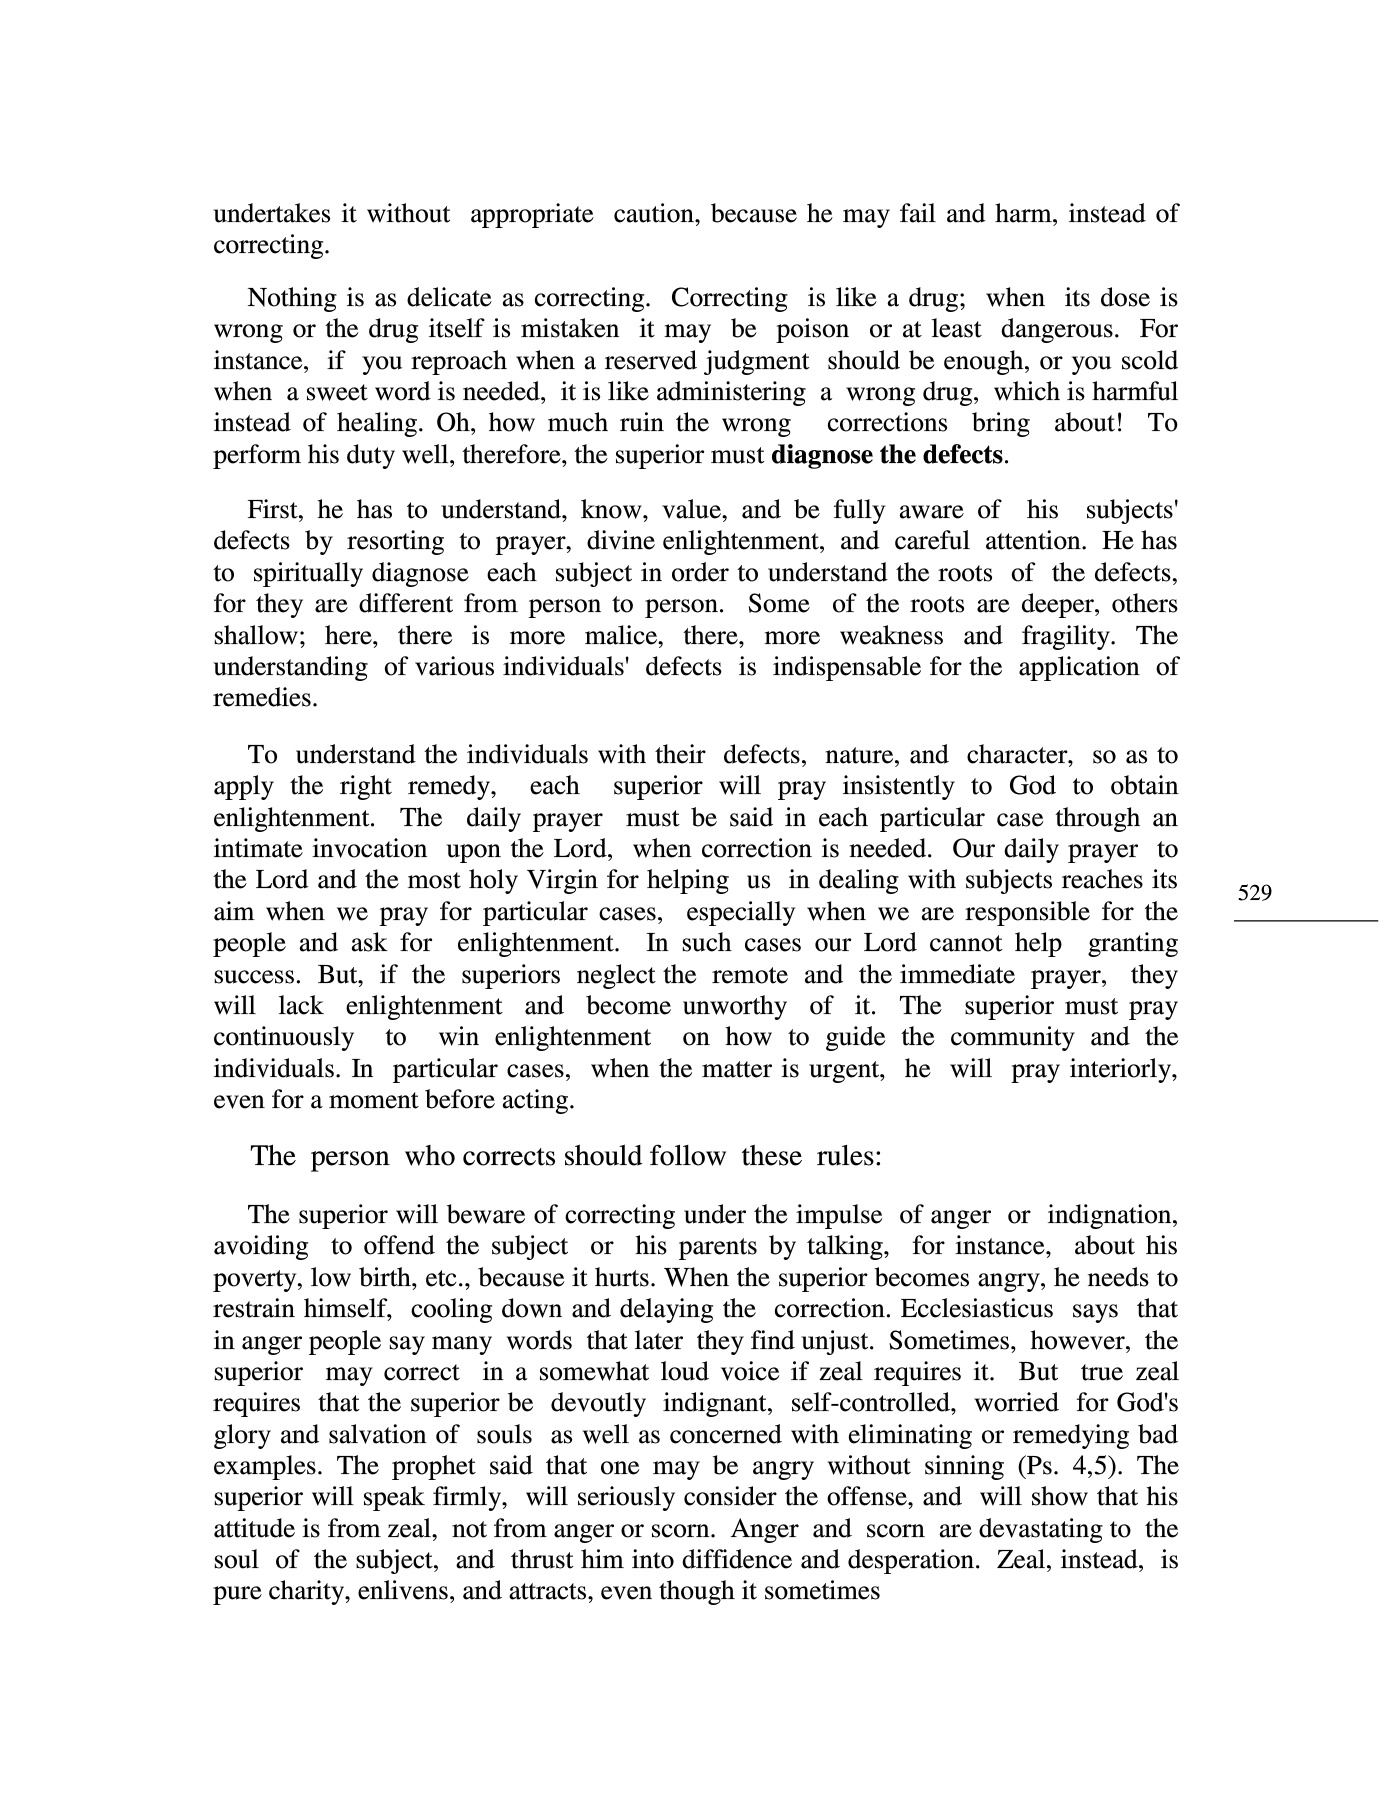 undertakes it without appropriate caution, because he may fail and harm, instead of
correcting.
Nothing is as delicate as correcting. Correcting is like a drug; when its dose is
wrong or the drug itself is mistaken it may be poison or at least dangerous. For
instance, if you reproach when a reserved judgment should be enough, or you scold
when a sweet word is needed, it is like administering a wrong drug, which is harmful
instead of healing. Oh, how much ruin the wrong corrections bring about! To
perform his duty well, therefore, the superior must diagnose the defects.
First, he has to understand, know, value, and be fully aware of his subjects'
defects by resorting to prayer, divine enlightenment, and careful attention. He has
to spiritually diagnose each subject in order to understand the roots of the defects,
for they are different from person to person. Some of the roots are deeper, others
shallow; here, there is more malice, there, more weakness and fragility. The
understanding of various individuals' defects is indispensable for the application of
remedies.
To understand the individuals with their defects, nature, and character, so as to
apply the right remedy, each superior will pray insistently to God to obtain
enlightenment. The daily prayer must be said in each particular case through an
intimate invocation upon the Lord, when correction is needed. Our daily prayer to
the Lord and the most holy Virgin for helping us in dealing with subjects reaches its
aim when we pray for particular cases, especially when we are responsible for the
people and ask for enlightenment. In such cases our Lord cannot help granting
success. But, if the superiors neglect the remote and the immediate prayer, they
will lack enlightenment and become unworthy of it. The superior must pray
continuously to win enlightenment on how to guide the community and the
individuals. In particular cases, when the matter is urgent, he will pray interiorly,
even for a moment before acting.
The person who corrects should follow these rules:
The superior will beware of correcting under the impulse of anger or indignation,
avoiding to offend the subject or his parents by talking, for instance, about his
poverty, low birth, etc., because it hurts. When the superior becomes angry, he needs to
restrain himself, cooling down and delaying the correction. Ecclesiasticus says that
in anger people say many words that later they find unjust. Sometimes, however, the
superior may correct in a somewhat loud voice if zeal requires it. But true zeal
requires that the superior be devoutly indignant, self-controlled, worried for God's
glory and salvation of souls as well as concerned with eliminating or remedying bad
examples. The prophet said that one may be angry without sinning (Ps. 4,5). The
superior will speak firmly, will seriously consider the offense, and will show that his
attitude is from zeal, not from anger or scorn. Anger and scorn are devastating to the
soul of the subject, and thrust him into diffidence and desperation. Zeal, instead, is
pure charity, enlivens, and attracts, even though it sometimes
529